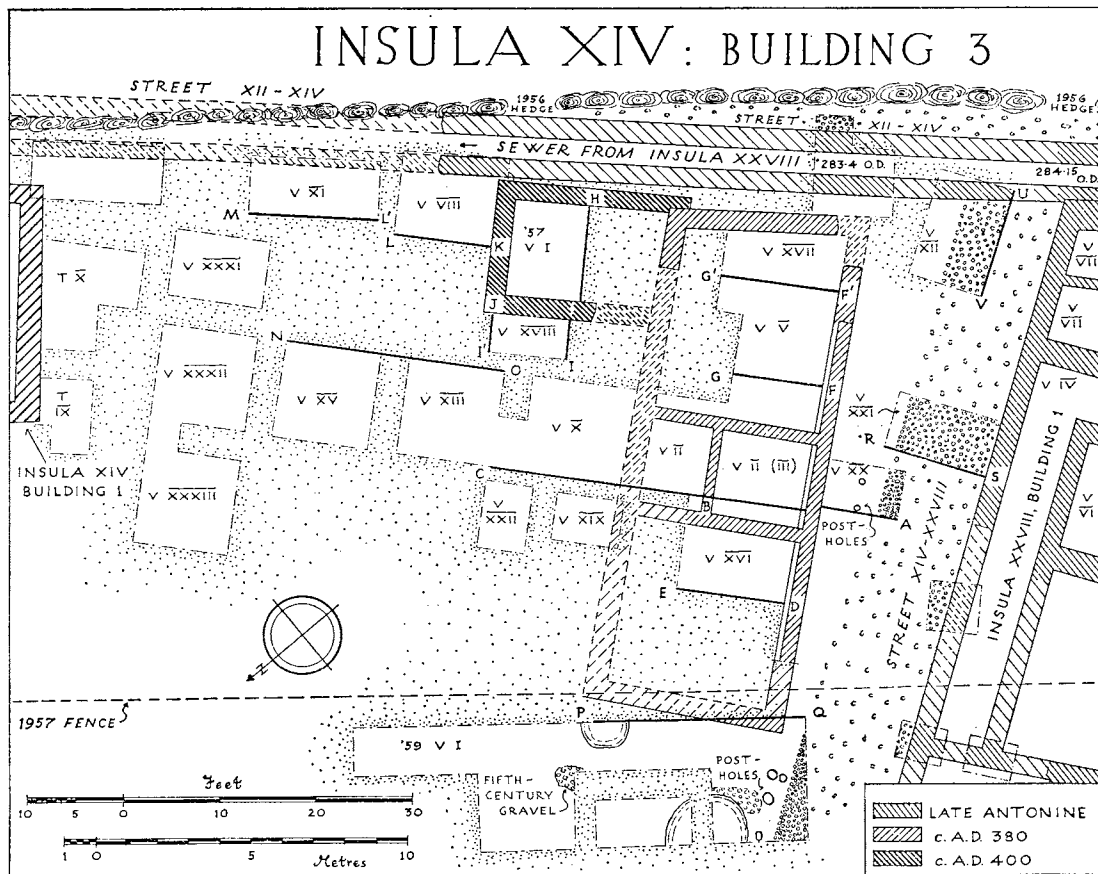 INSULA XIV: BUILDING 3
STREET XII-XIV
1956 HEDGE
1956 HEDGE
STREET XII-XIV
← SEWER FROM INSULA XXVIII
283·4 O.D.
284·15 O.D.
M
V XI
L'
V VIII
L
K
H
'57 V I
J
V XVIII
I
I
V XVII
G'
F'
V V
G
F
V XII
U
V
V VII
V VII
T X
V XXXI
N
V XXXII
V XV
V XIII
O
V X
T IX
V II
V II (III)
V XXI
R
S
V IV
V XX
A
POST-HOLES
V VI
INSULA XIV BUILDING 1
V XXXIII
C
V XXII
V XIX
B
V XVI
E
D
STREET XIV-XXVIII
INSULA XXVIII, BUILDING 1
N
1957 FENCE
P
Q
'59 V I
FIFTH-CENTURY GRAVEL
POST-HOLES
Feet
10 5 0 10 20 30
1 0 5 10
Metres
LATE ANTONINE
c. A.D. 380
c. A.D. 400